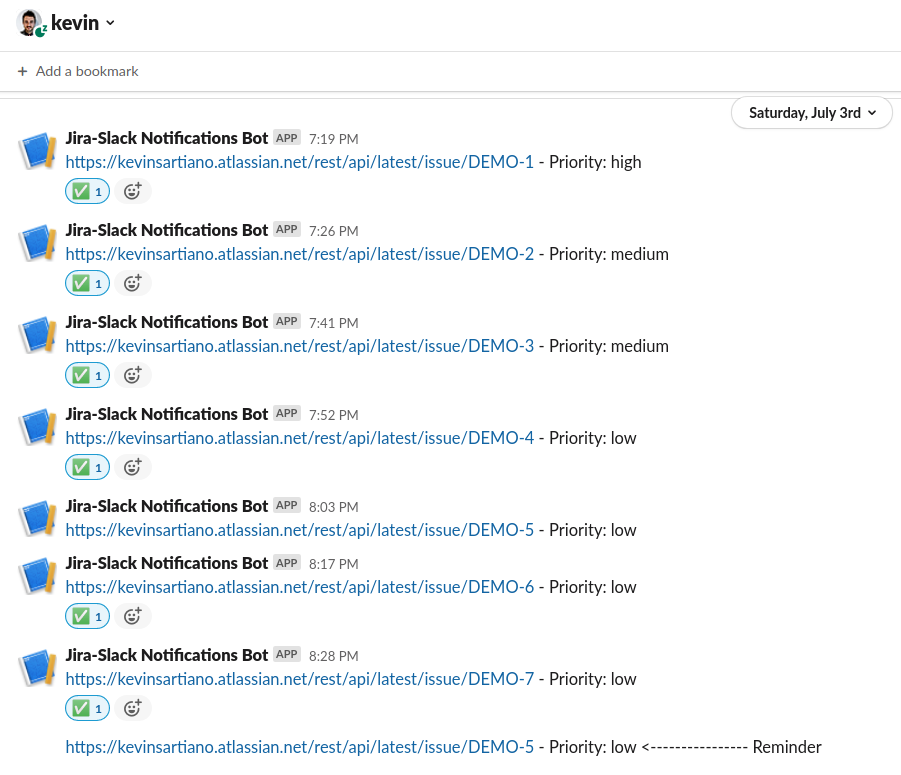 kevin
+ Add a bookmark
Saturday, July 3rd
Jira-Slack Notifications Bot APP 7:19 PM
https://kevinsartiano.atlassian.net/rest/api/latest/issue/DEMO-1 - Priority: high
1
Jira-Slack Notifications Bot APP 7:26 PM
https://kevinsartiano.atlassian.net/rest/api/latest/issue/DEMO-2 - Priority: medium
1
Jira-Slack Notifications Bot APP 7:41 PM
https://kevinsartiano.atlassian.net/rest/api/latest/issue/DEMO-3 - Priority: medium
1
Jira-Slack Notifications Bot APP 7:52 PM
https://kevinsartiano.atlassian.net/rest/api/latest/issue/DEMO-4 - Priority: low
1
Jira-Slack Notifications Bot APP 8:03 PM
https://kevinsartiano.atlassian.net/rest/api/latest/issue/DEMO-5 - Priority: low
Jira-Slack Notifications Bot APP 8:17 PM
https://kevinsartiano.atlassian.net/rest/api/latest/issue/DEMO-6 - Priority: low
1
Jira-Slack Notifications Bot APP 8:28 PM
https://kevinsartiano.atlassian.net/rest/api/latest/issue/DEMO-7 - Priority: low
1
https://kevinsartiano.atlassian.net/rest/api/latest/issue/DEMO-5 - Priority: low <---------------- Reminder